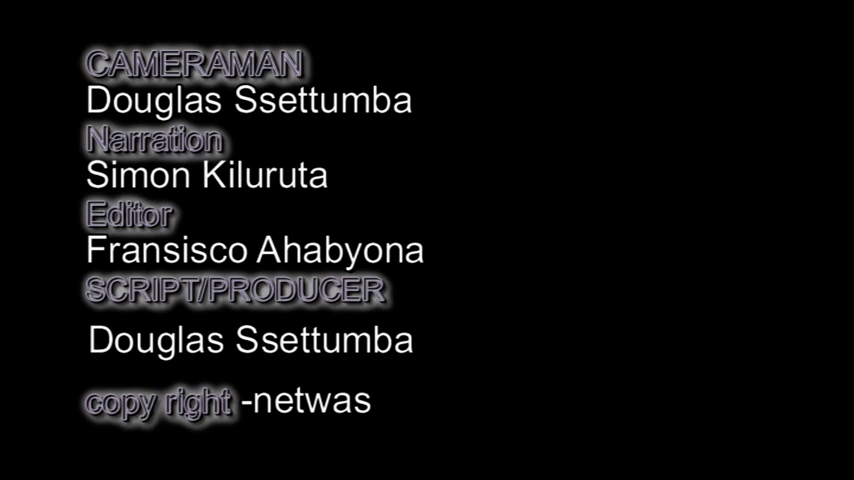 CAMERAMAN
Douglas Ssettumba
Narration
Simon Kiluruta
Editor
Fransisco Ahabyona
SCRIPT/PRODUCER
Douglas Ssettumba
copy right -netwas